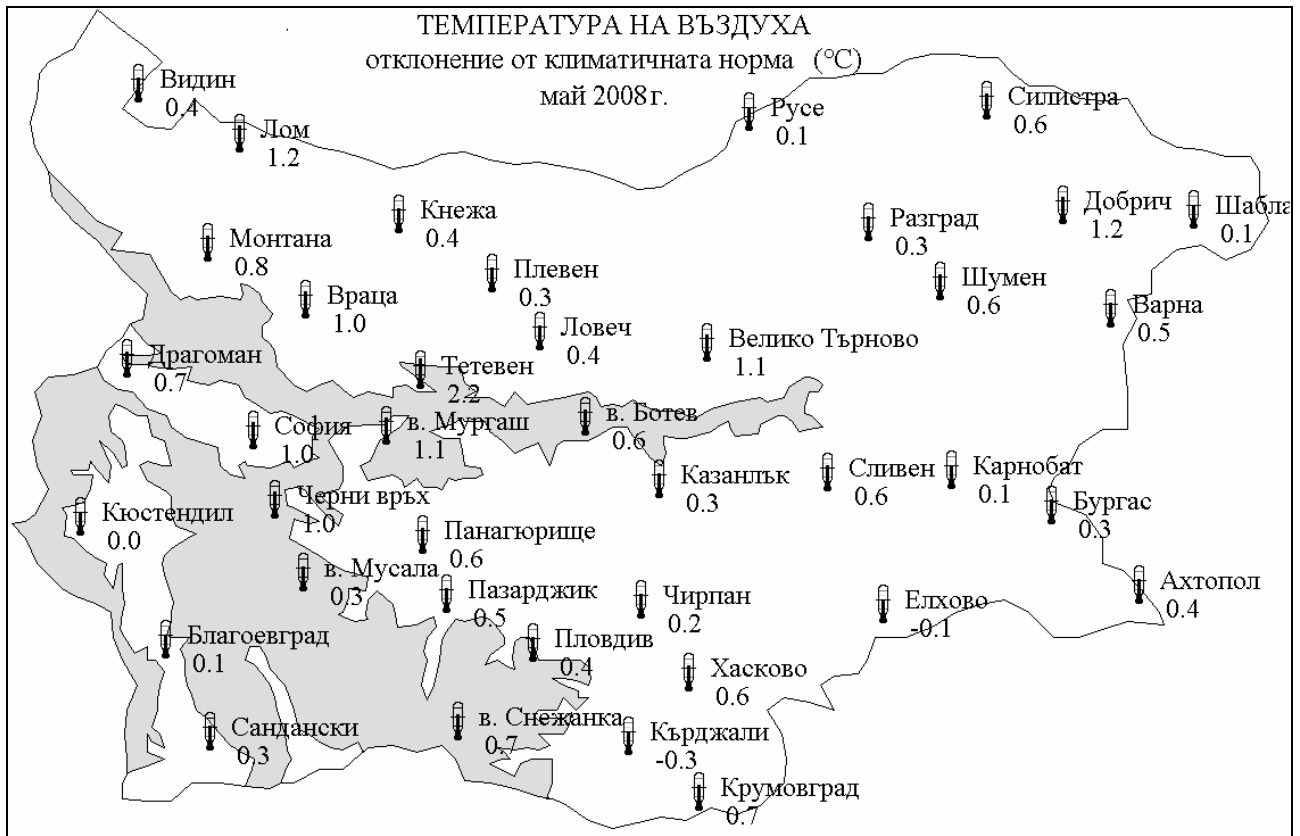 ТЕМПЕРАТУРА НА ВЪЗДУХА
отклонение от климатичната норма (°C)
май 2008г.
Видин
0.4
Лом
1.2
Русе
0.1
Силистра
0.6
Кнежа
0.4
Монтана
0.8
Разград
0.3
Добрич
1.2
Шабла
0.1
Плевен
0.3
Враца
1.0
Шумен
0.6
Варна
0.5
Ловеч
0.4
Велико Търново
1.1
Драгоман
0.7
Тетевен
2.2
София
1.0
в. Мургаш
1.1
в. Ботев
0.6
Казанлък
0.3
Сливен
0.6
Карнобат
0.1
Бургас
0.3
Черни връх
1.0
Кюстендил
0.0
Панагюрище
0.6
в. Мусала
0.3
Пазарджик
0.5
Чирпан
0.2
Елхово
-0.1
Ахтопол
0.4
Благоевград
0.1
Пловдив
0.4
Хасково
0.6
Сандански
0.3
в. Снежанка
0.7
Кърджали
-0.3
Крумовград
0.7